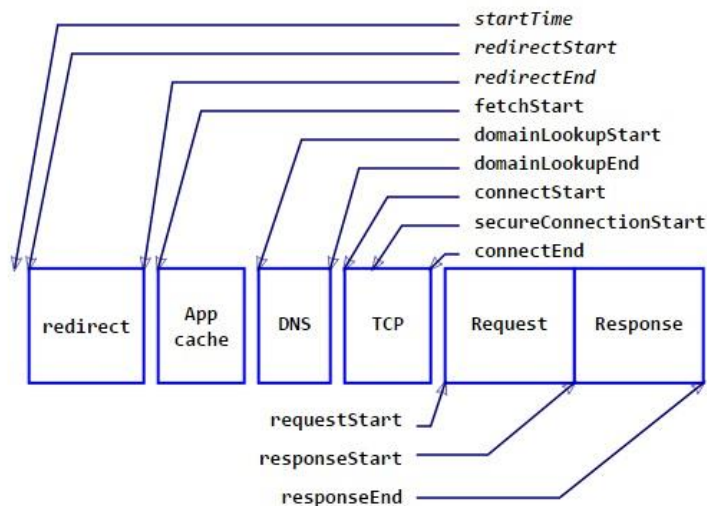 startTime
redirectStart
redirectEnd
fetchStart
domainLookupStart
domainLookupEnd
connectStart
secureConnectionStart
connectEnd
redirect
App
cache
DNS
TCP
Request
Response
requestStart
responseStart
responseEnd